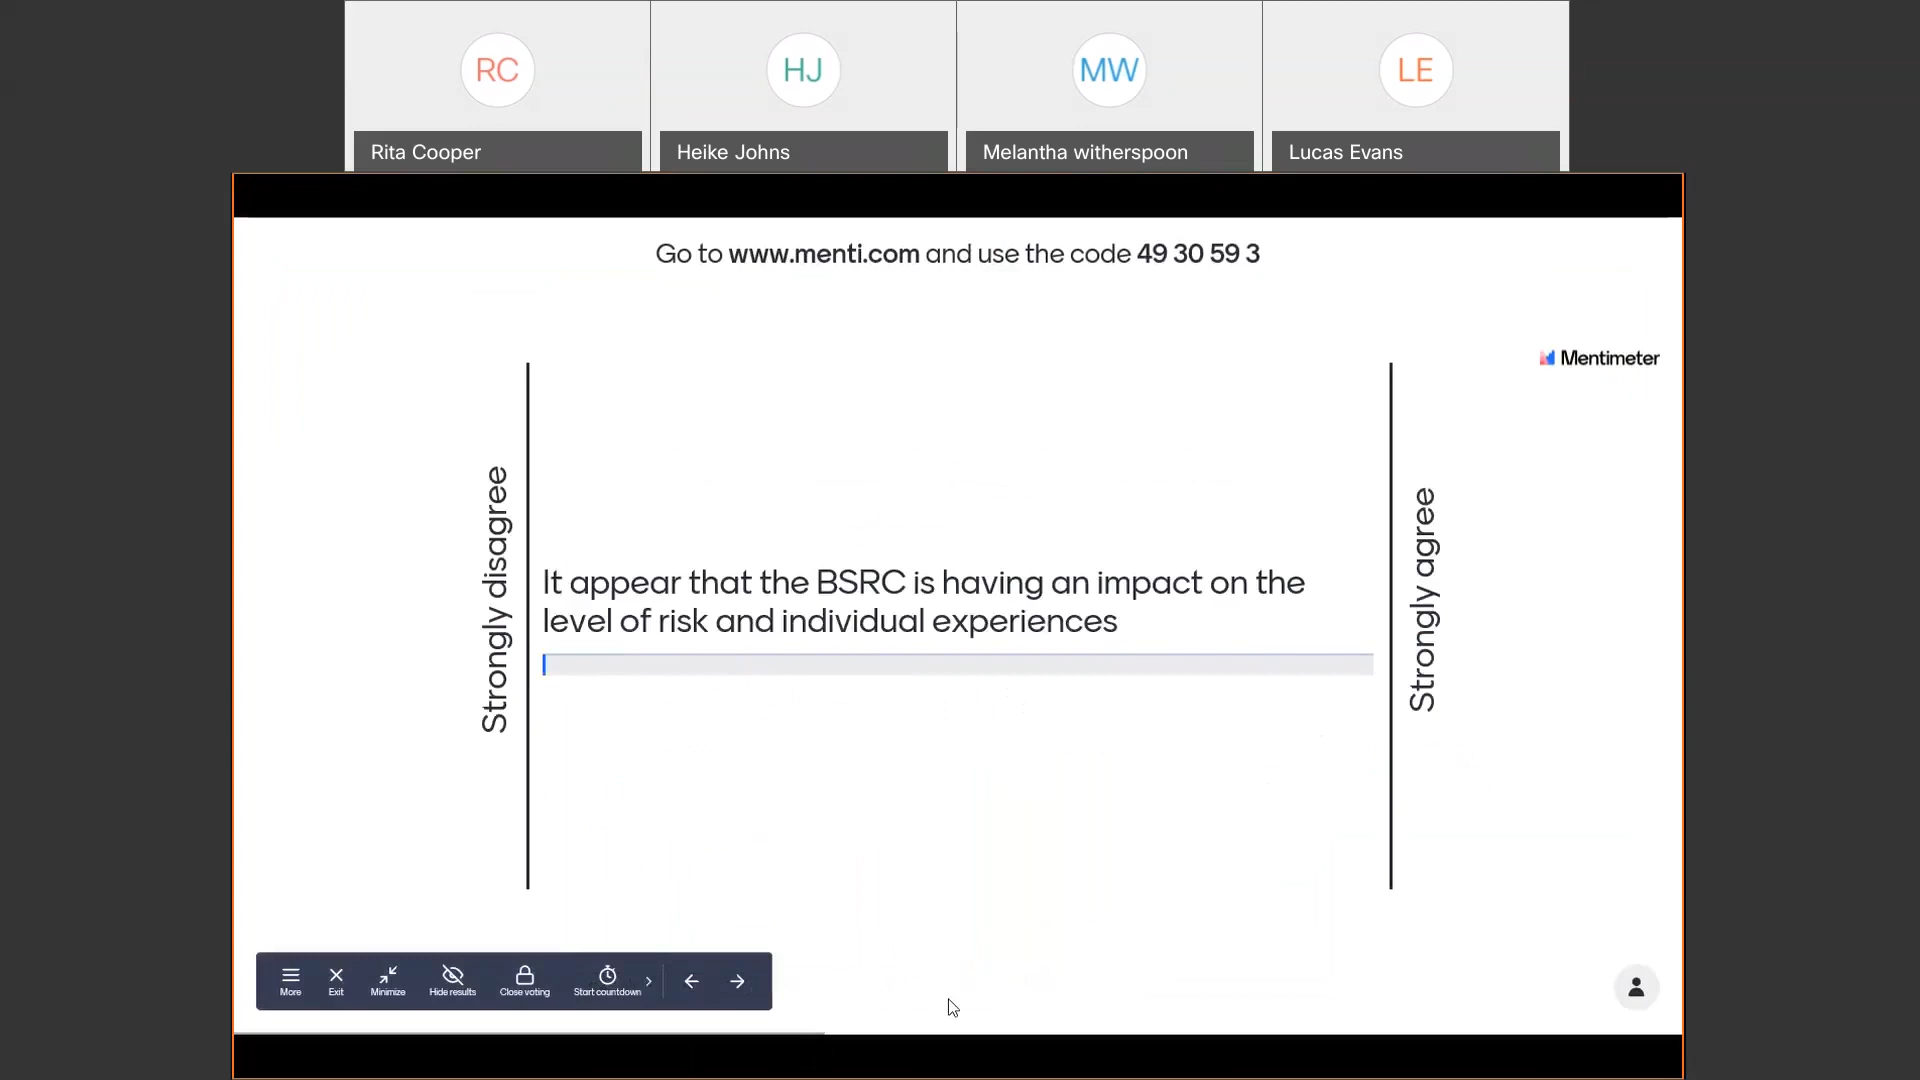 RC
HJ
MW
LE
Rita Cooper
Heike Johns
Melantha witherspoon
Lucas Evans
Go to www.menti.com and use the code 49 30 59 3
Mentimeter
Strongly disagree
It appear that the BSRC is having an impact on the
level of risk and individual experiences
Strongly agree
More
Exit
Minimize
Hide results
Close voting
Start countdown